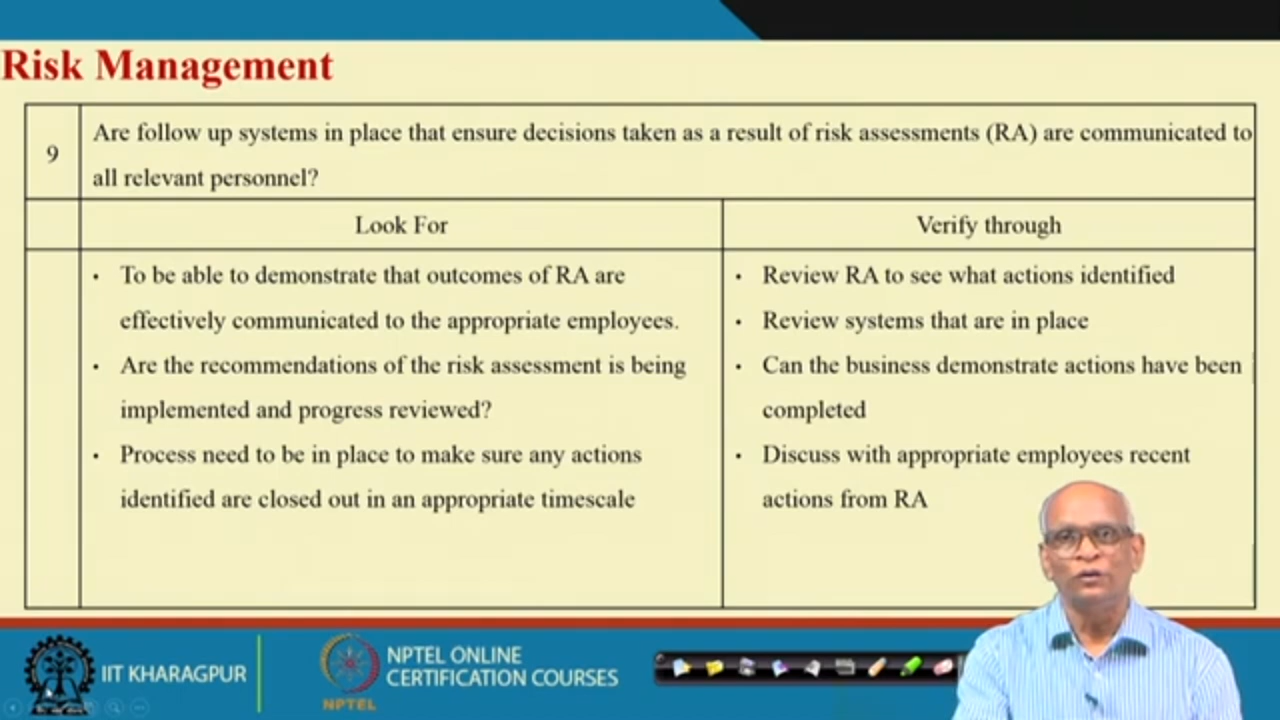 Risk Management
9
Are follow up systems in place that ensure decisions taken as a result of risk assessments (RA) are communicated to
all relevant personnel?
Look For
Verify through
• To be able to demonstrate that outcomes of RA are
effectively communicated to the appropriate employees.
• Are the recommendations of the risk assessment is being
implemented and progress reviewed?
• Process need to be in place to make sure any actions
identified are closed out in an appropriate timescale
• Review RA to see what actions identified
• Review systems that are in place
• Can the business demonstrate actions have been
completed
• Discuss with appropriate employees recent
actions from RA
IIT KHARAGPUR
NPTEL
NPTEL ONLINE
CERTIFICATION COURSES